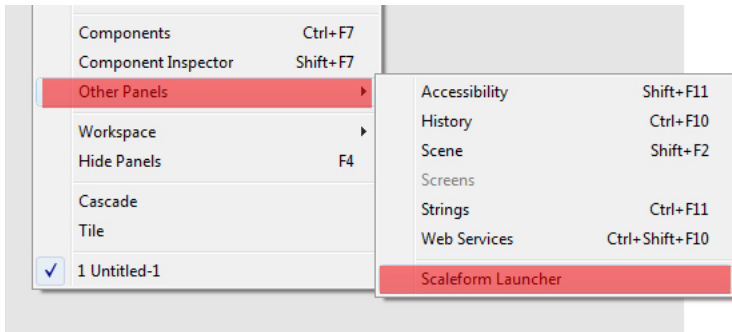 Components Ctrl+F7
Component Inspector Shift+F7
Other Panels
Workspace
Hide Panels F4
Cascade
Tile
1 Untitled-1
Accessibility Shift+F11
History Ctrl+F10
Scene Shift+F2
Screens
Strings Ctrl+F11
Web Services Ctrl+Shift+F10
Scaleform Launcher